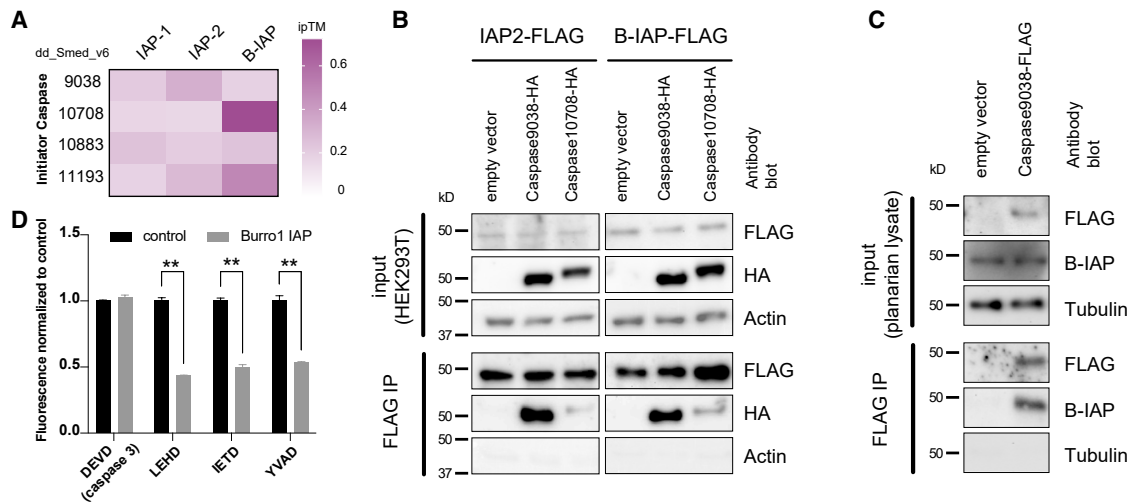 A
dd_Smed_v6
IAP-1
IAP-2
B-IAP
ipTM
Initiator Caspase
9038
10708
10883
11193
0.6
0.4
0.2
0
B
IAP2-FLAG
B-IAP-FLAG
empty vector
Caspase9038-HA
Caspase10708-HA
empty vector
Caspase9038-HA
Caspase10708-HA
Antibody
blot
kD
input
(HEK293T)
50
FLAG
50
HA
Actin
37
FLAG IP
50
FLAG
50
HA
50
Actin
37
C
empty vector
Caspase9038-FLAG
Antibody
blot
kD
input
(planarian lysate)
50
FLAG
50
B-IAP
50
Tubulin
FLAG IP
50
FLAG
50
B-IAP
50
Tubulin
D
Fluorescence normalized to control
1.5
1.0
0.5
0.0
control
Burro1 IAP
**
**
**
DEVD
(caspase 3)
LEHD
IETD
YVAD